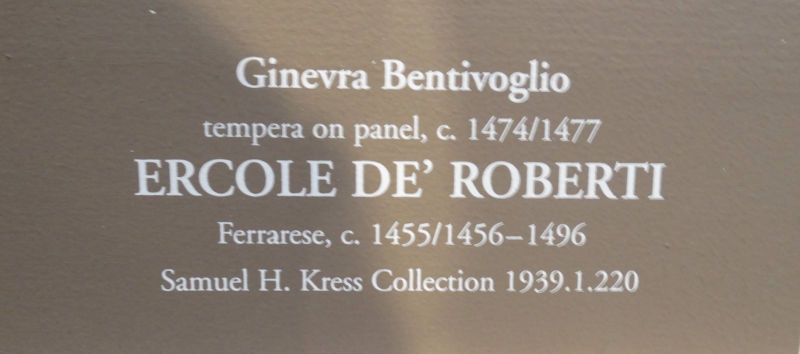 Ginevra Bentivoglio
tempera on panel, c. 1474/1477
ERCOLE DE' ROBERTI
Ferrarese, c. 1455/1456–1496
Samuel H. Kress Collection 1939.1.220